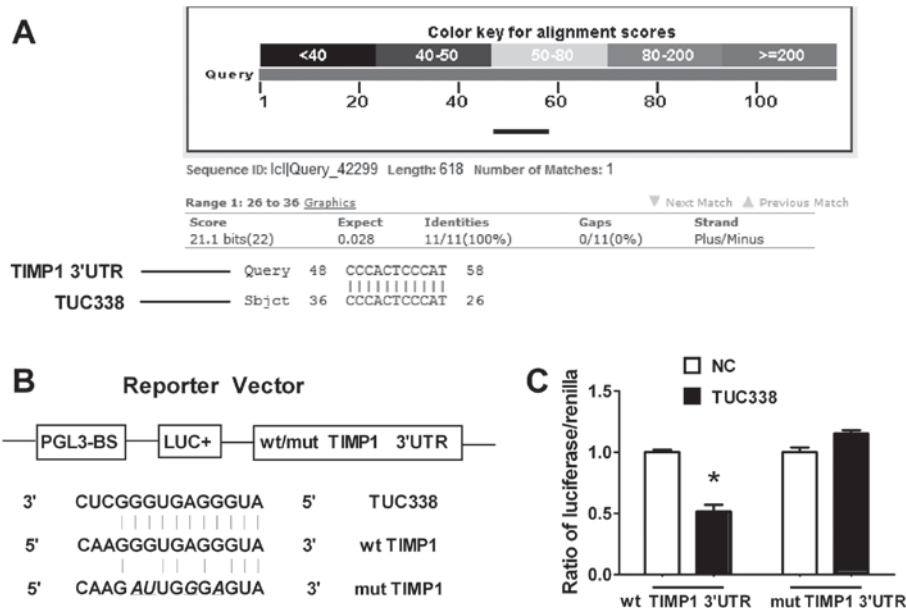 A
Color key for alignment scores
<40 40-50 50-80 80-200 >=200
Query
1 20 40 60 80 100
Sequence ID: lcl|Query_42299 Length: 618 Number of Matches: 1
Range 1: 26 to 36 Graphics ▼ Next Match ▲ Previous Match
Score Expect Identities Gaps Strand
21.1 bits(22) 0.028 11/11(100%) 0/11(0%) Plus/Minus
TIMP1 3'UTR Query 48 CCCACTCCCAT 58
TUC338 Sbjct 36 CCCACTCCCAT 26
B
Reporter Vector
PGL3-BS LUC+ wt/mut TIMP1 3'UTR
3' CUCGGGUGAGGGUA 5' TUC338
5' CAAGGGUGAGGGUA 3' wt TIMP1
5' CAAGAUUGGGAGUA 3' mut TIMP1
C
NC
TUC338
Ratio of luciferase/renilla
1.5
1.0
0.5
0.0
*
wt TIMP1 3'UTR mut TIMP1 3'UTR